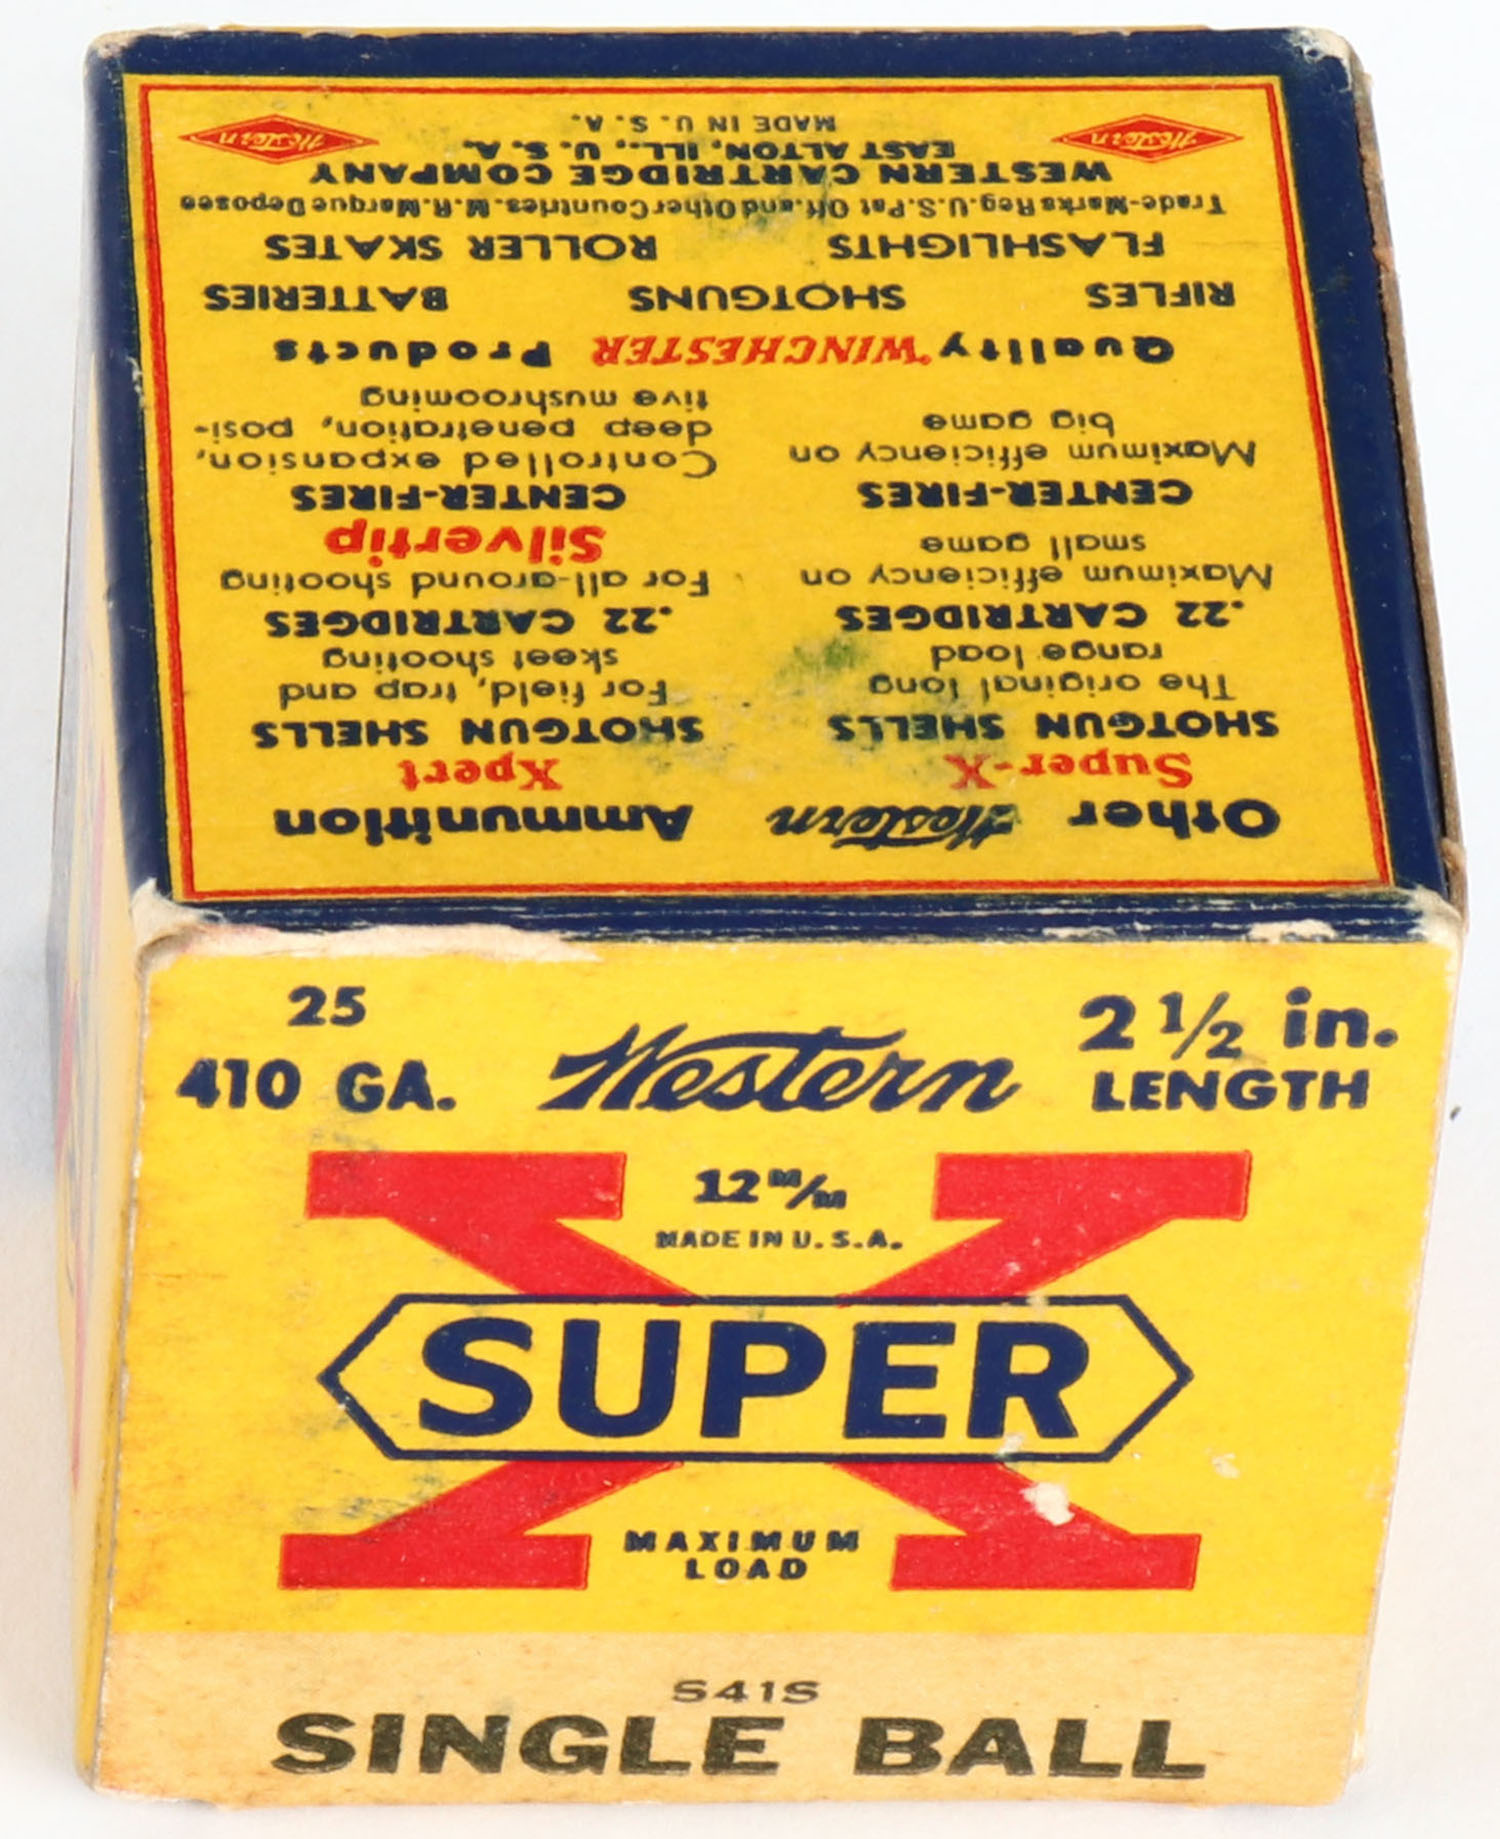 Other Western Ammunition
Super-X
SHOTGUN SHELLS
The original long
range load
.22 CARTRIDGES
Maximum efficiency on
small game
CENTER-FIRES
Maximum efficiency on
big game
Xpert
SHOTGUN SHELLS
For field, trap and
skeet shooting
.22 CARTRIDGES
For all-around shooting
Silvertip
CENTER-FIRES
Controlled expansion,
deep penetration, posi-
tive mushrooming
Quality WINCHESTER Products
RIFLES SHOTGUNS BATTERIES
FLASHLIGHTS ROLLER SKATES
Trade-Marks Reg. U.S. Pat Off. and Other Countries. M.R. Marque Deposee
WESTERN CARTRIDGE COMPANY
EAST ALTON, ILL., U.S.A.
MADE IN U.S.A.
Western
Western
25
410 GA.
Western
2 1/2 in.
LENGTH
12 M/M
MADE IN U.S.A.
SUPER
X
MAXIMUM
LOAD
S41S
SINGLE BALL